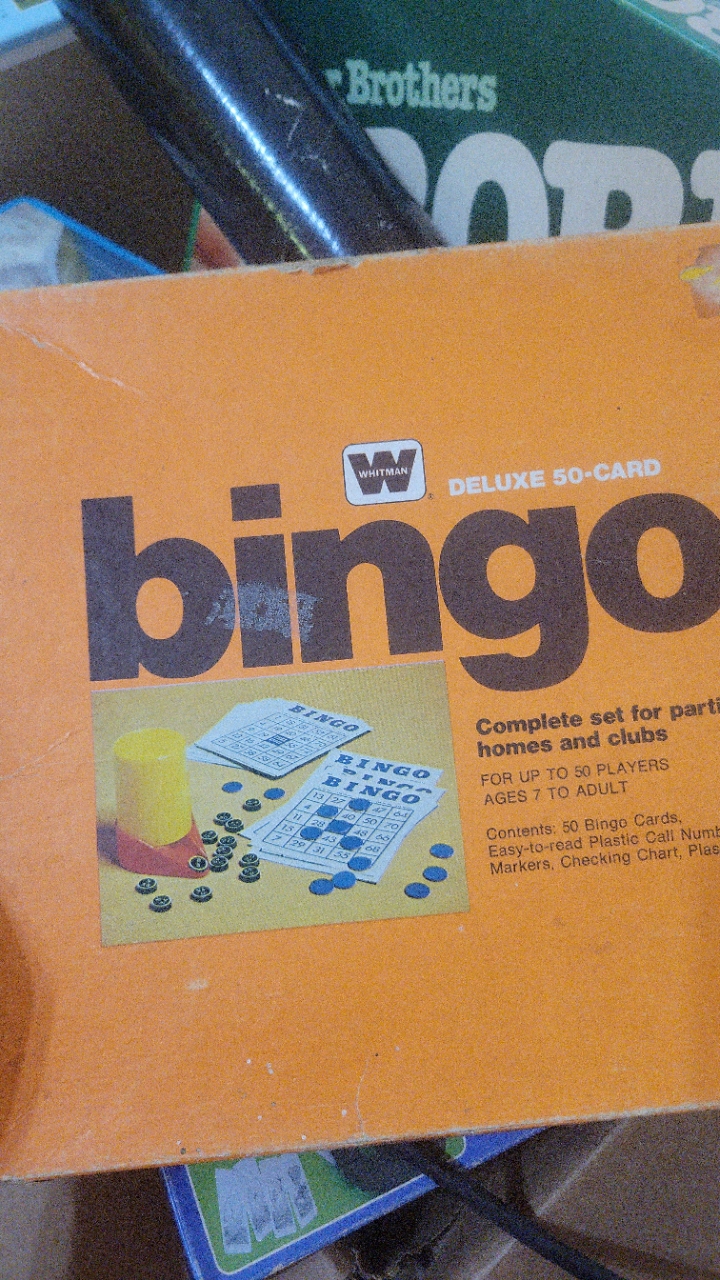 r Brothers
WHITMAN
DELUXE 50-CARD
bingo
Complete set for parti
homes and clubs
FOR UP TO 50 PLAYERS
AGES 7 TO ADULT
Contents: 50 Bingo Cards,
Easy-to-read Plastic Call Numb
Markers, Checking Chart, Plas
BINGO
BINGO
BINGO
BINGO